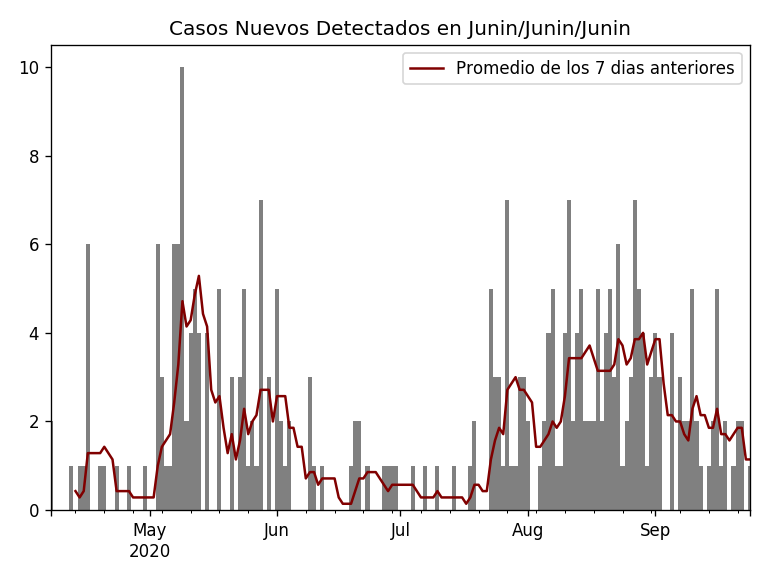 Casos Nuevos Detectados en Junin/Junin/Junin
Promedio de los 7 dias anteriores
10
8
6
4
2
0
May
2020
Jun
Jul
Aug
Sep